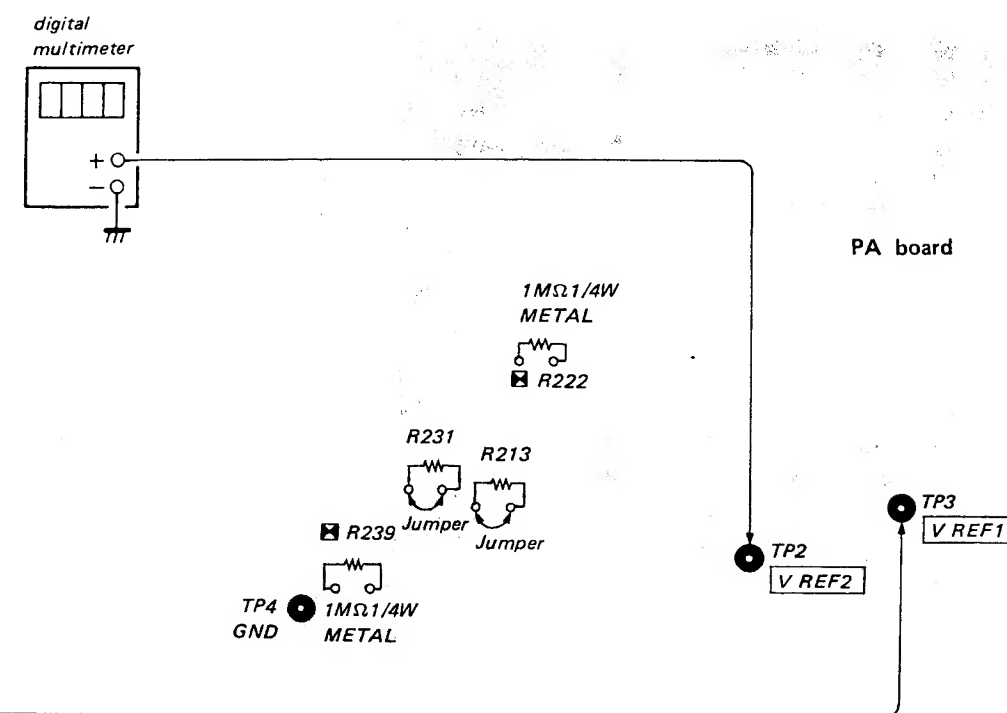 digital
multimeter
+
−
PA board
1MΩ1/4W
METAL
R222
R231
R213
Jumper
Jumper
R239
TP4
GND
1MΩ1/4W
METAL
TP2
V REF2
TP3
V REF1